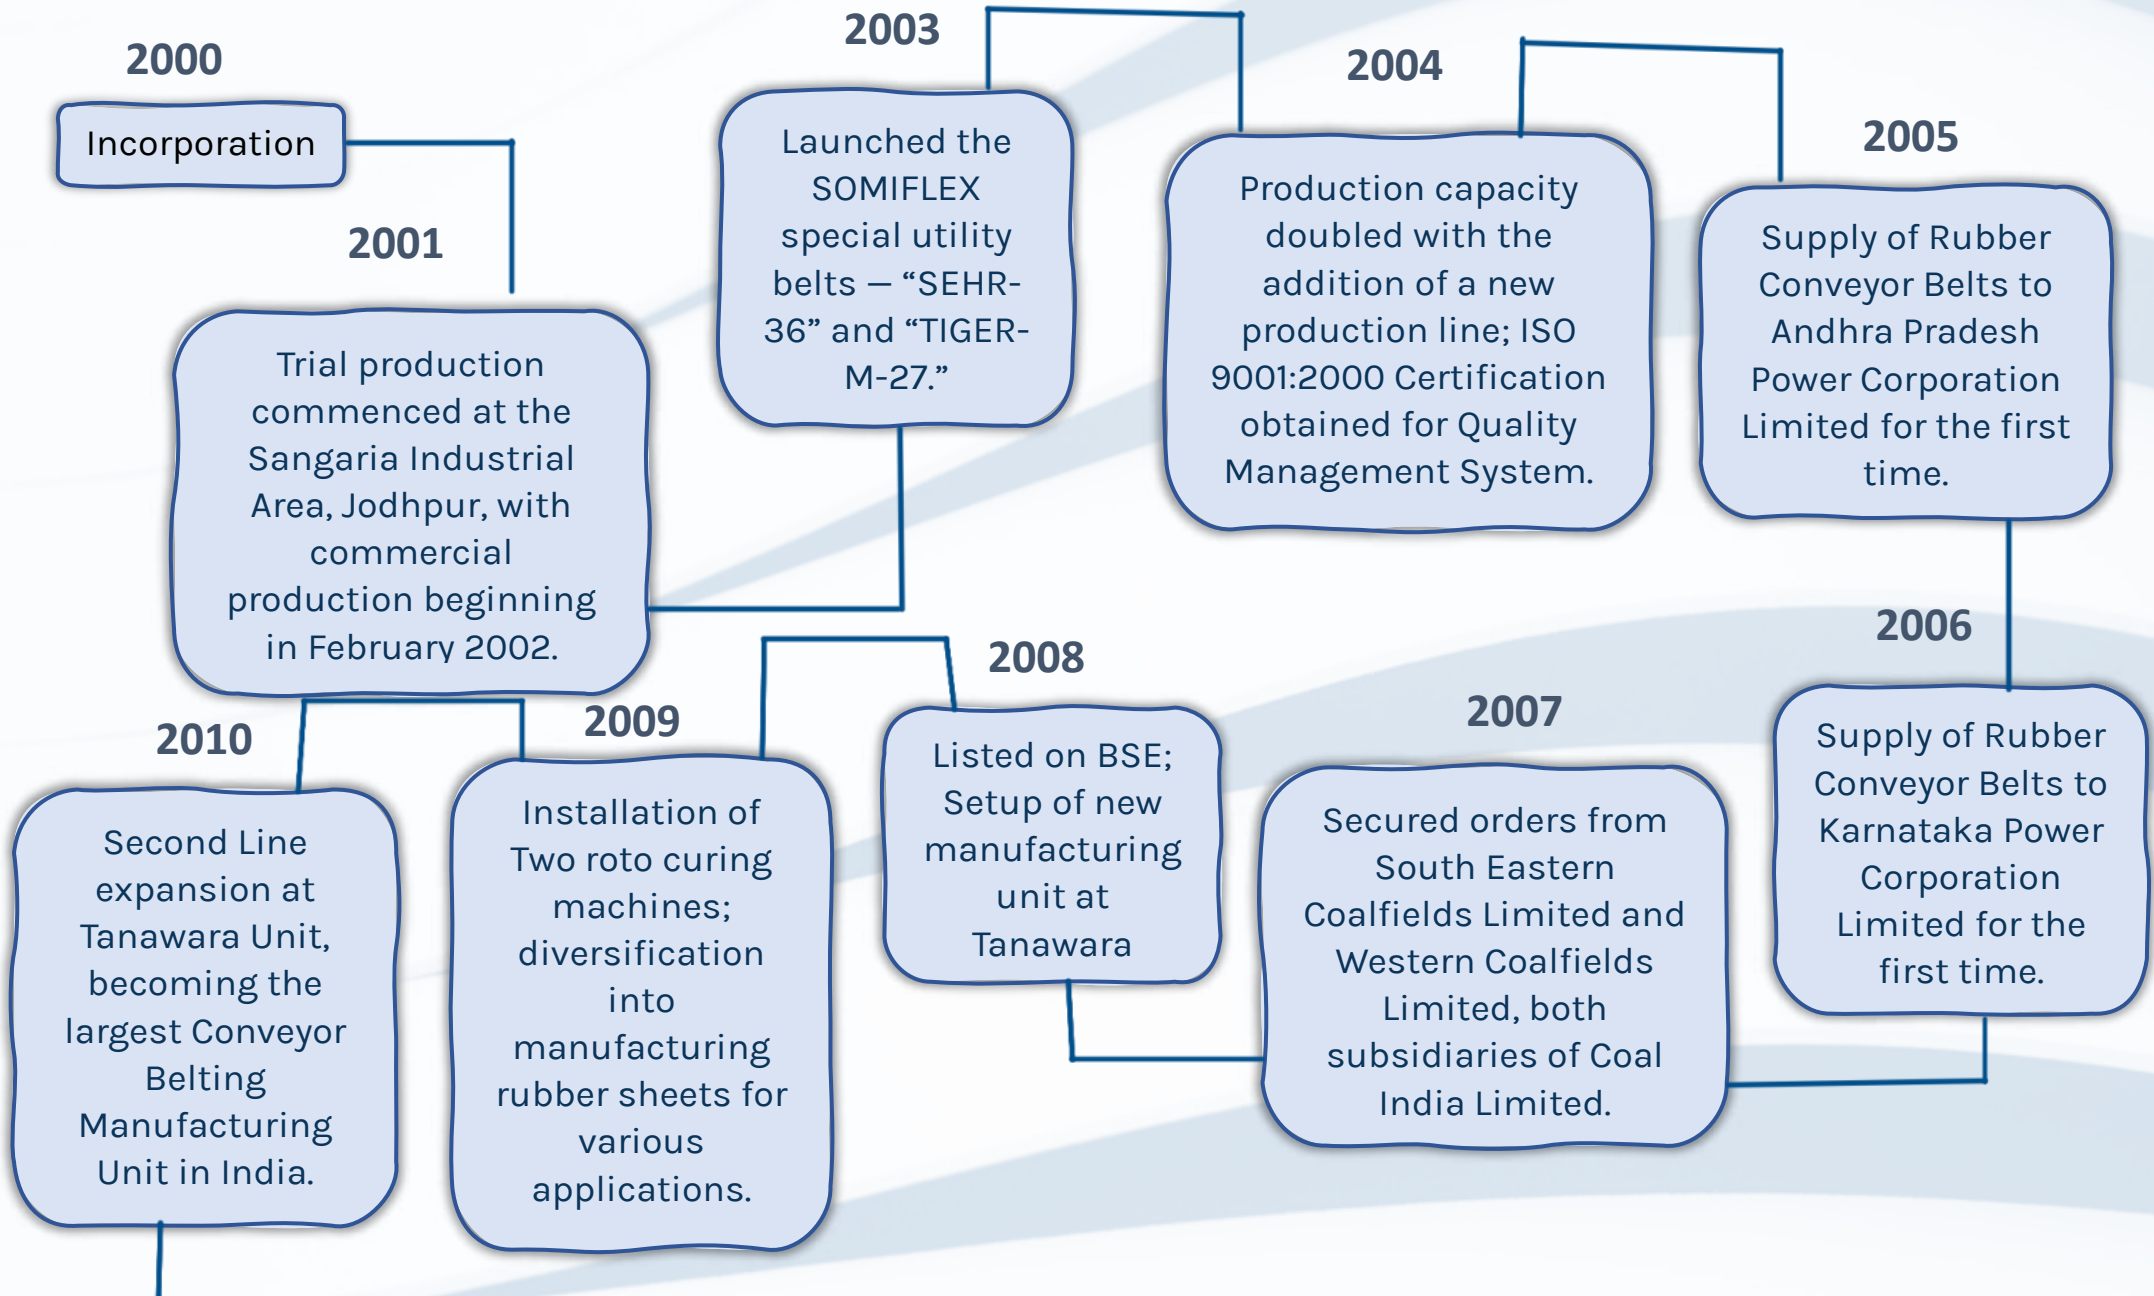 2000
Incorporation
2001
Trial production
commenced at the
Sangaria Industrial
Area, Jodhpur, with
commercial
production beginning
in February 2002.
2003
Launched the
SOMIFLEX
special utility
belts – “SEHR-
36” and “TIGER-
M-27.”
2004
Production capacity
doubled with the
addition of a new
production line; ISO
9001:2000 Certification
obtained for Quality
Management System.
2005
Supply of Rubber
Conveyor Belts to
Andhra Pradesh
Power Corporation
Limited for the first
time.
2006
Supply of Rubber
Conveyor Belts to
Karnataka Power
Corporation
Limited for the
first time.
2007
Secured orders from
South Eastern
Coalfields Limited and
Western Coalfields
Limited, both
subsidiaries of Coal
India Limited.
2008
Listed on BSE;
Setup of new
manufacturing
unit at
Tanawara
2009
Installation of
Two roto curing
machines;
diversification
into
manufacturing
rubber sheets for
various
applications.
2010
Second Line
expansion at
Tanawara Unit,
becoming the
largest Conveyor
Belting
Manufacturing
Unit in India.